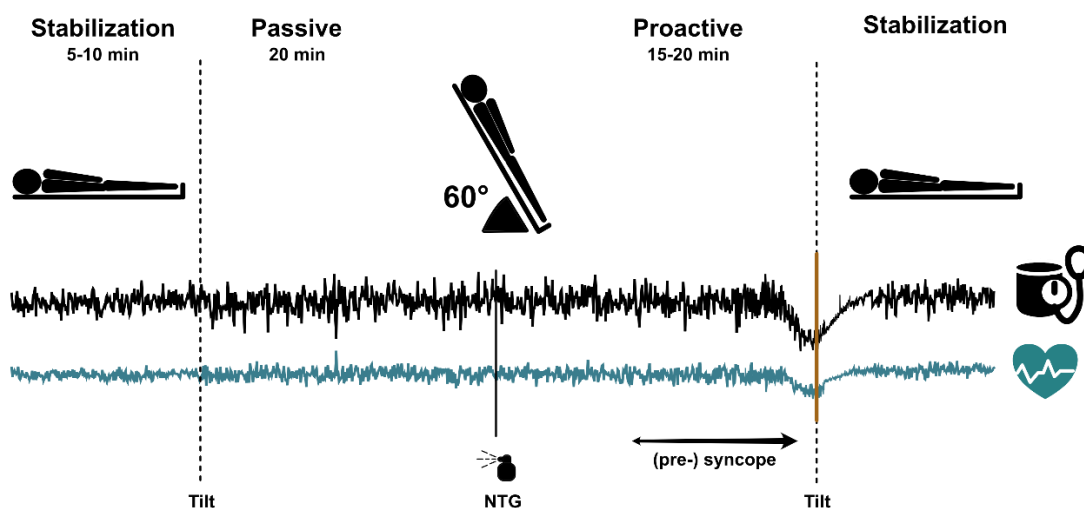 Stabilization
5-10 min
Passive
20 min
Proactive
15-20 min
Stabilization
60°
(pre-) syncope
Tilt
NTG
Tilt